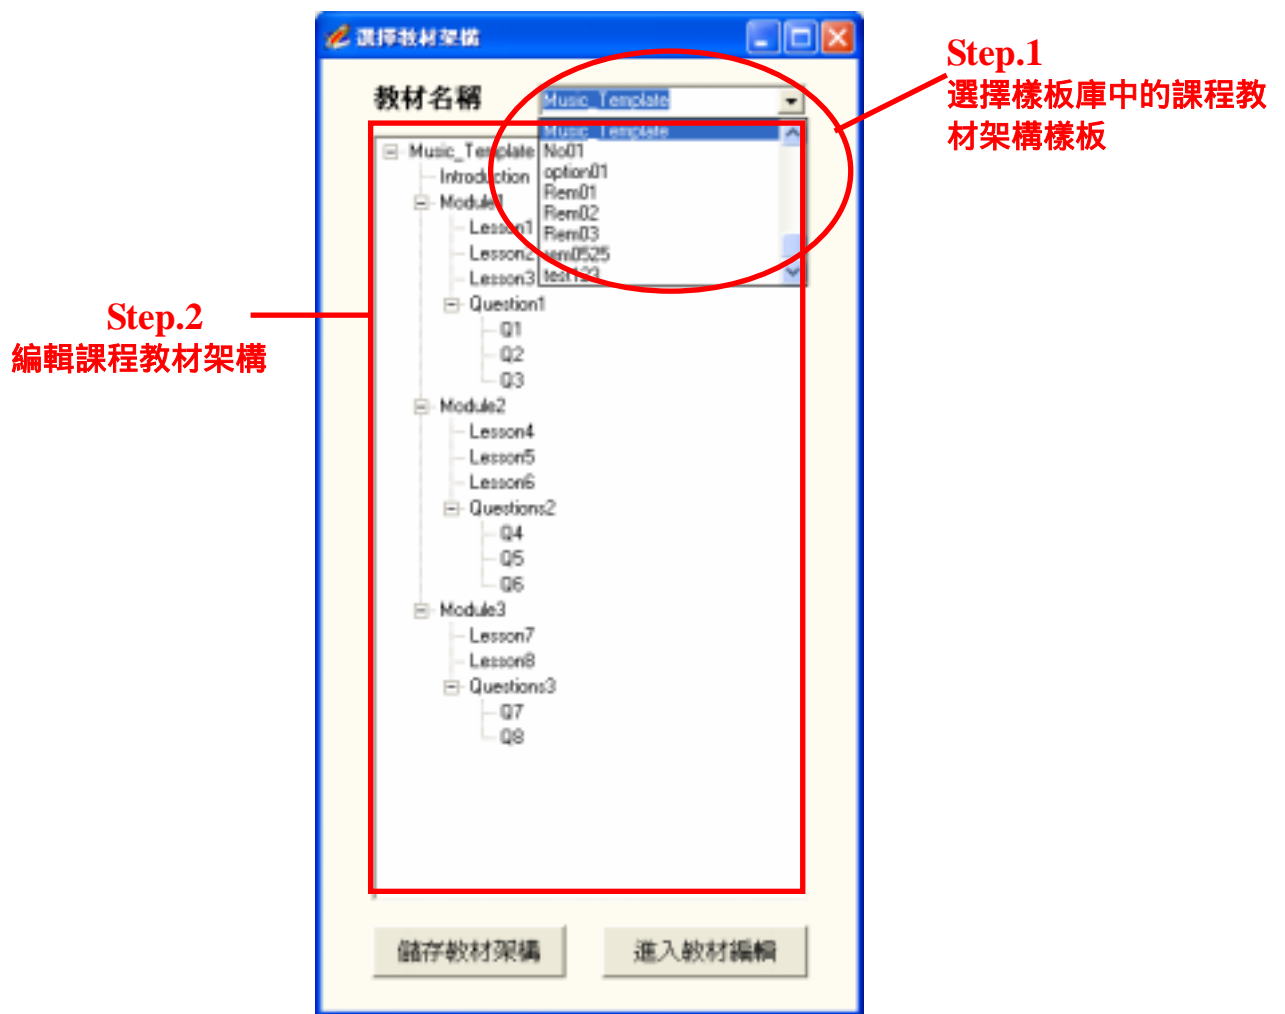 選擇教材架構
Step.1
選擇樣板庫中的課程教
材架構樣板
教材名稱
Music_Template
Music_Template
No01
option01
Rem01
Rem02
Rem03
rem0525
test123
Music_Template
Introduction
Module1
Lesson1
Lesson2
Lesson3
Question1
Q1
Q2
Q3
Module2
Lesson4
Lesson5
Lesson6
Questions2
Q4
Q5
Q6
Module3
Lesson7
Lesson8
Questions3
Q7
Q8
Step.2
編輯課程教材架構
儲存教材架構
進入教材編輯